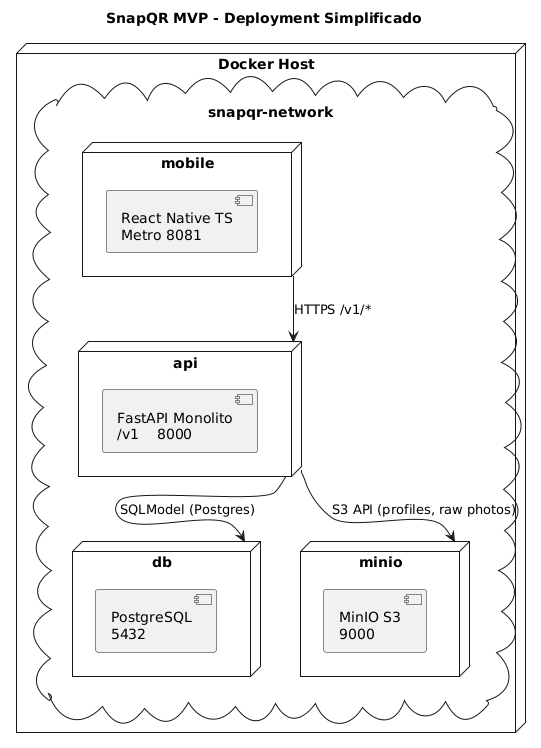 SnapQR MVP - Deployment Simplificado
Docker Host
snapqr-network
mobile
React Native TS
Metro 8081
HTTPS /v1/*
api
FastAPI Monolito
/v1    8000
SQLModel (Postgres)
S3 API (profiles, raw photos)
db
PostgreSQL
5432
minio
MinIO S3
9000